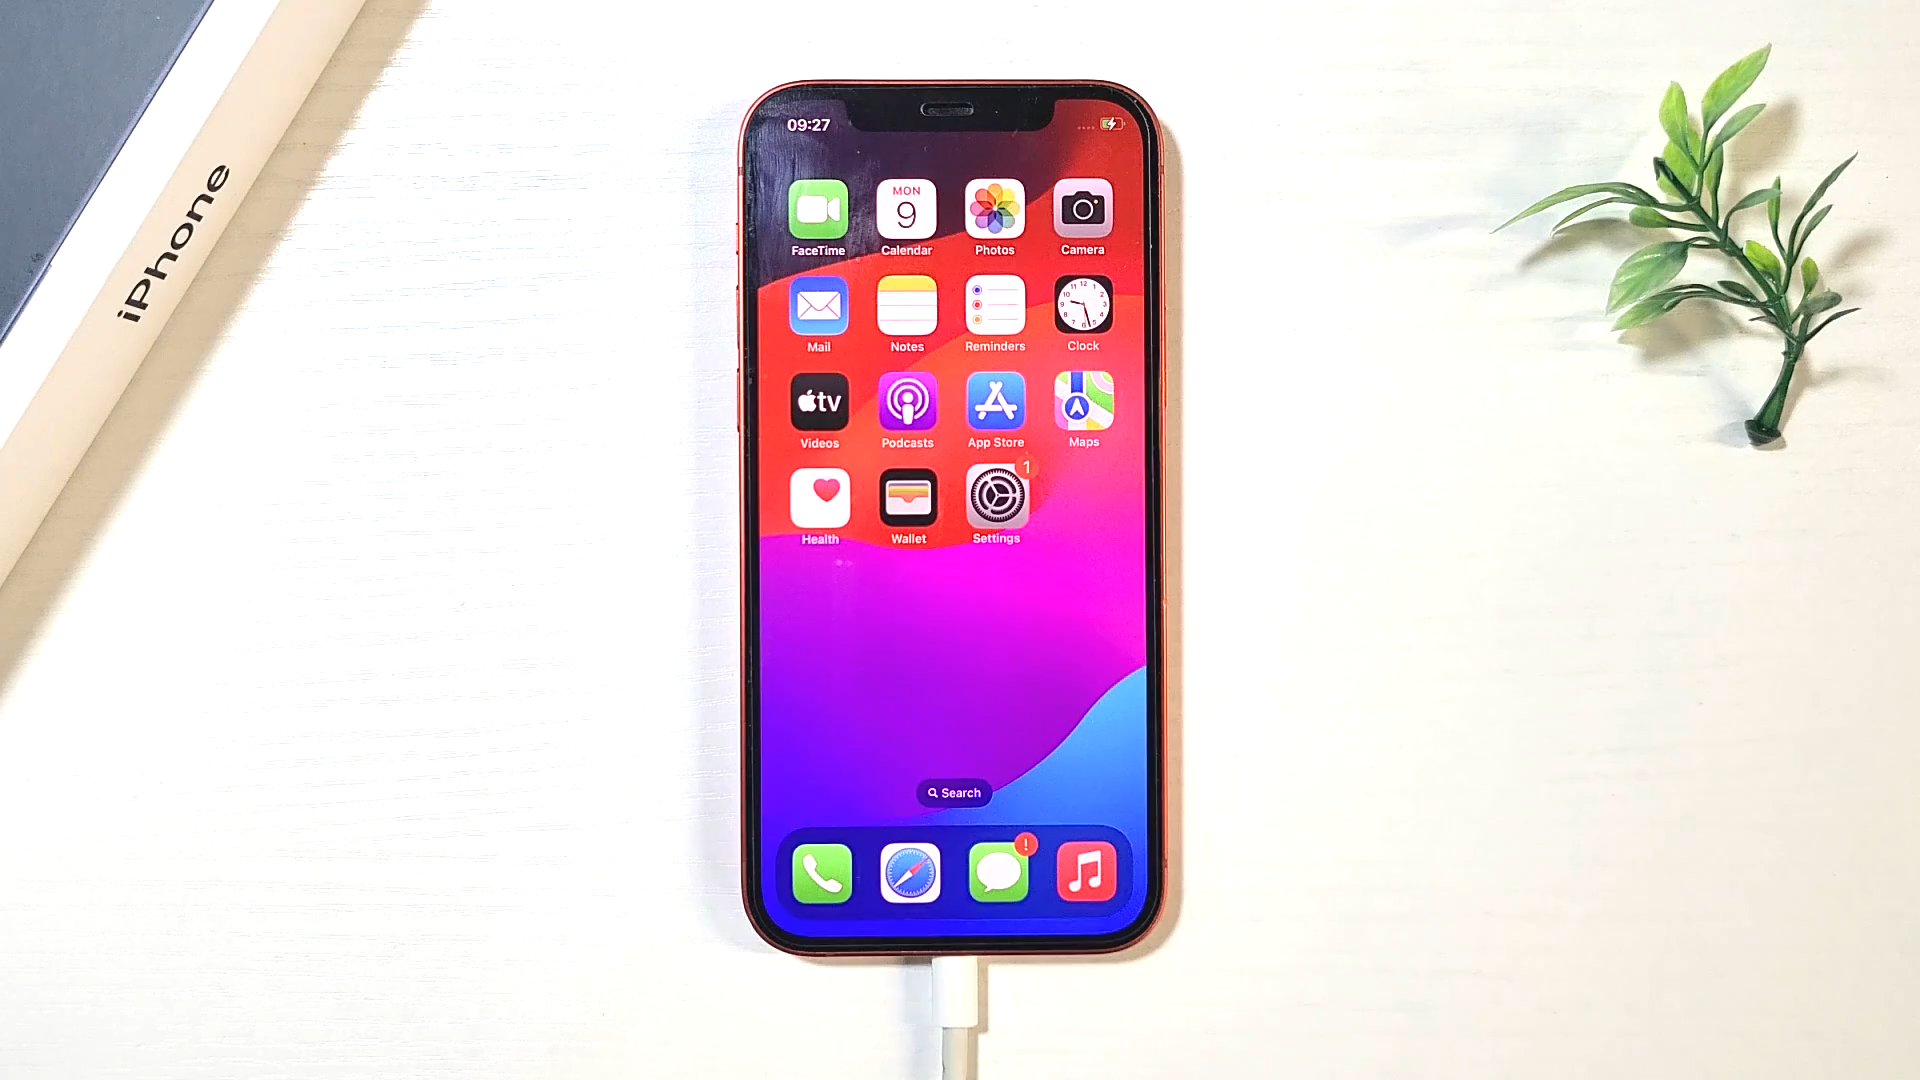 iPhone
09:27
MON
9
FaceTime Calendar Photos Camera
Mail Notes Reminders Clock
tv
Videos Podcasts App Store Maps
1
Health Wallet Settings
Search
!